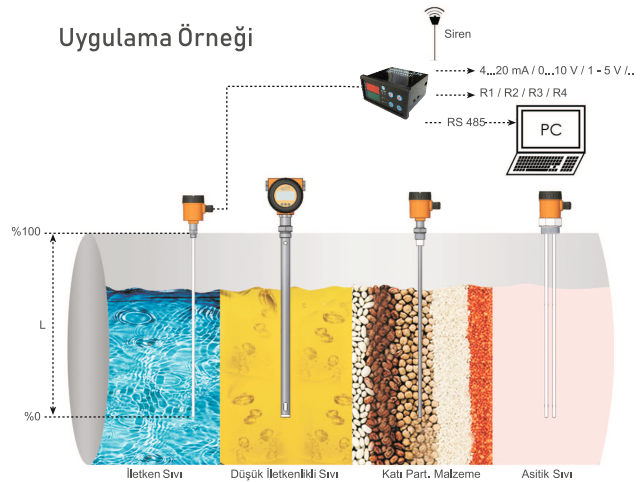 Uygulama Örneği
Siren
4...20 mA / 0...10 V / 1 - 5 V /..
R1 / R2 / R3 / R4
RS 485
PC
%100
L
%0
İletken Sıvı
Düşük İletkenlikli Sıvı
Katı Part. Malzeme
Asitik Sıvı